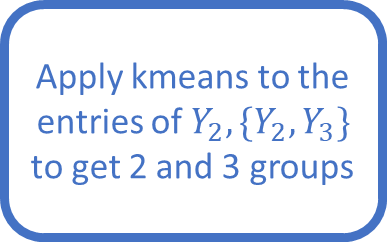 Apply kmeans to the
entries of Y₂, {Y₂, Y₃}
to get 2 and 3 groups